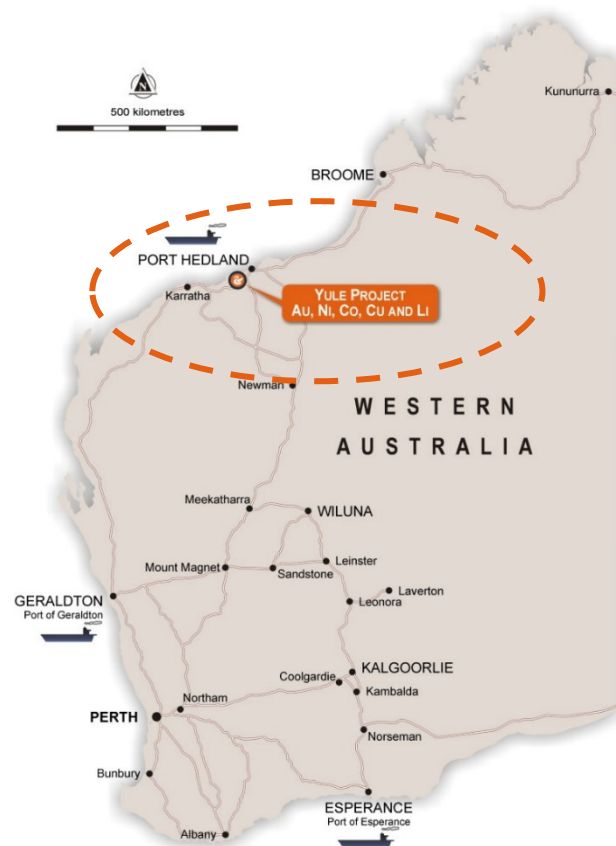 N
500 kilometres
Kununurra
BROOME
PORT HEDLAND
Karratha
YULE PROJECT
AU, NI, CO, CU AND LI
Newman
WESTERN
AUSTRALIA
Meekatharra
WILUNA
Mount Magnet
Sandstone
Leinster
Laverton
Leonora
GERALDTON
Port of Geraldton
Coolgardie
KALGOORLIE
Kambalda
Northam
PERTH
Norseman
Bunbury
ESPERANCE
Port of Esperance
Albany